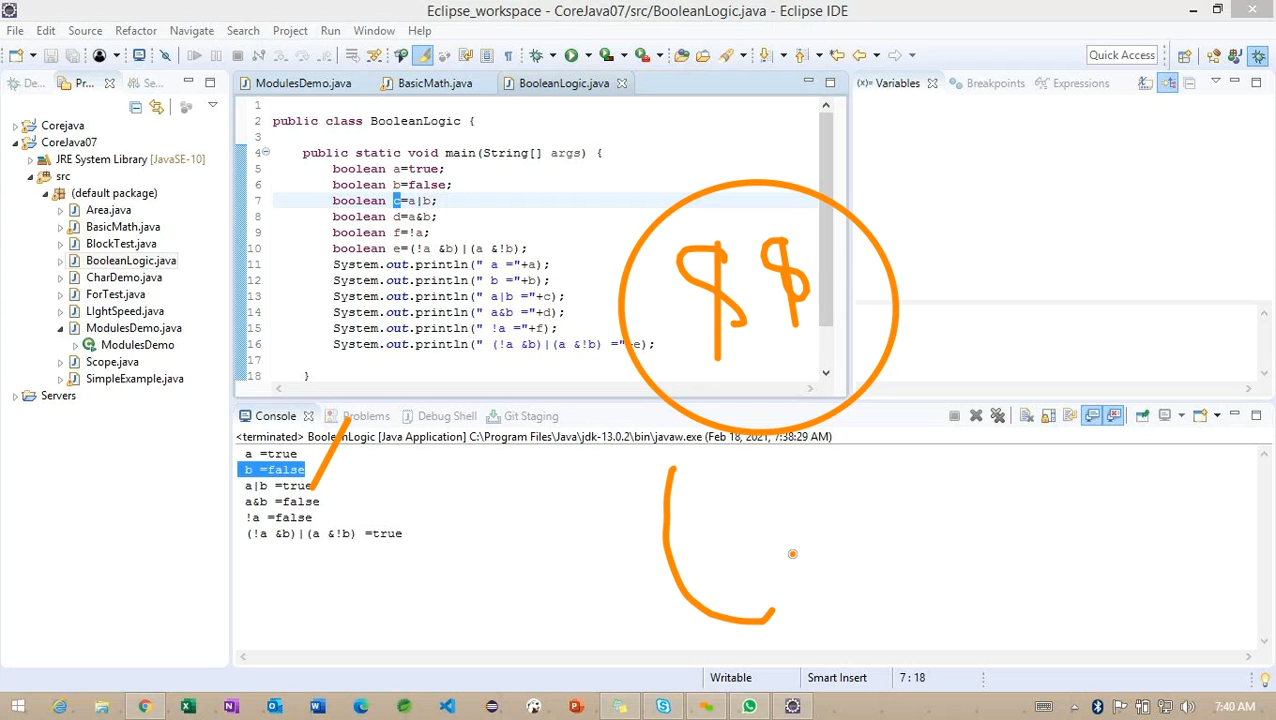 Eclipse_workspace - CoreJava07/src/BooleanLogic.java - Eclipse IDE
File Edit Source Refactor Navigate Search Project Run Window Help
Quick Access
De... Pr... Se...
ModulesDemo.java BasicMath.java BooleanLogic.java
(x)= Variables Breakpoints Expressions
Corejava
CoreJava07
JRE System Library [JavaSE-10]
src
(default package)
Area.java
BasicMath.java
BlockTest.java
BooleanLogic.java
CharDemo.java
ForTest.java
LIghtSpeed.java
ModulesDemo.java
ModulesDemo
Scope.java
SimpleExample.java
Servers
1
2 public class BooleanLogic {
3
4 public static void main(String[] args) {
5 boolean a=true;
6 boolean b=false;
7 boolean c=a|b;
8 boolean d=a&b;
9 boolean f=!a;
10 boolean e=(!a &b)|(a &!b);
11 System.out.println(" a ="+a);
12 System.out.println(" b ="+b);
13 System.out.println(" a|b ="+c);
14 System.out.println(" a&b ="+d);
15 System.out.println(" !a ="+f);
16 System.out.println(" (!a &b)|(a &!b) ="+e);
17
18 }
Console Problems Debug Shell Git Staging
<terminated> BooleanLogic [Java Application] C:\Program Files\Java\jdk-13.0.2\bin\javaw.exe (Feb 18, 2021, 7:38:29 AM)
a =true
b =false
a|b =true
a&b =false
!a =false
(!a &b)|(a &!b) =true
Writable Smart Insert 7 : 18
7:40 AM